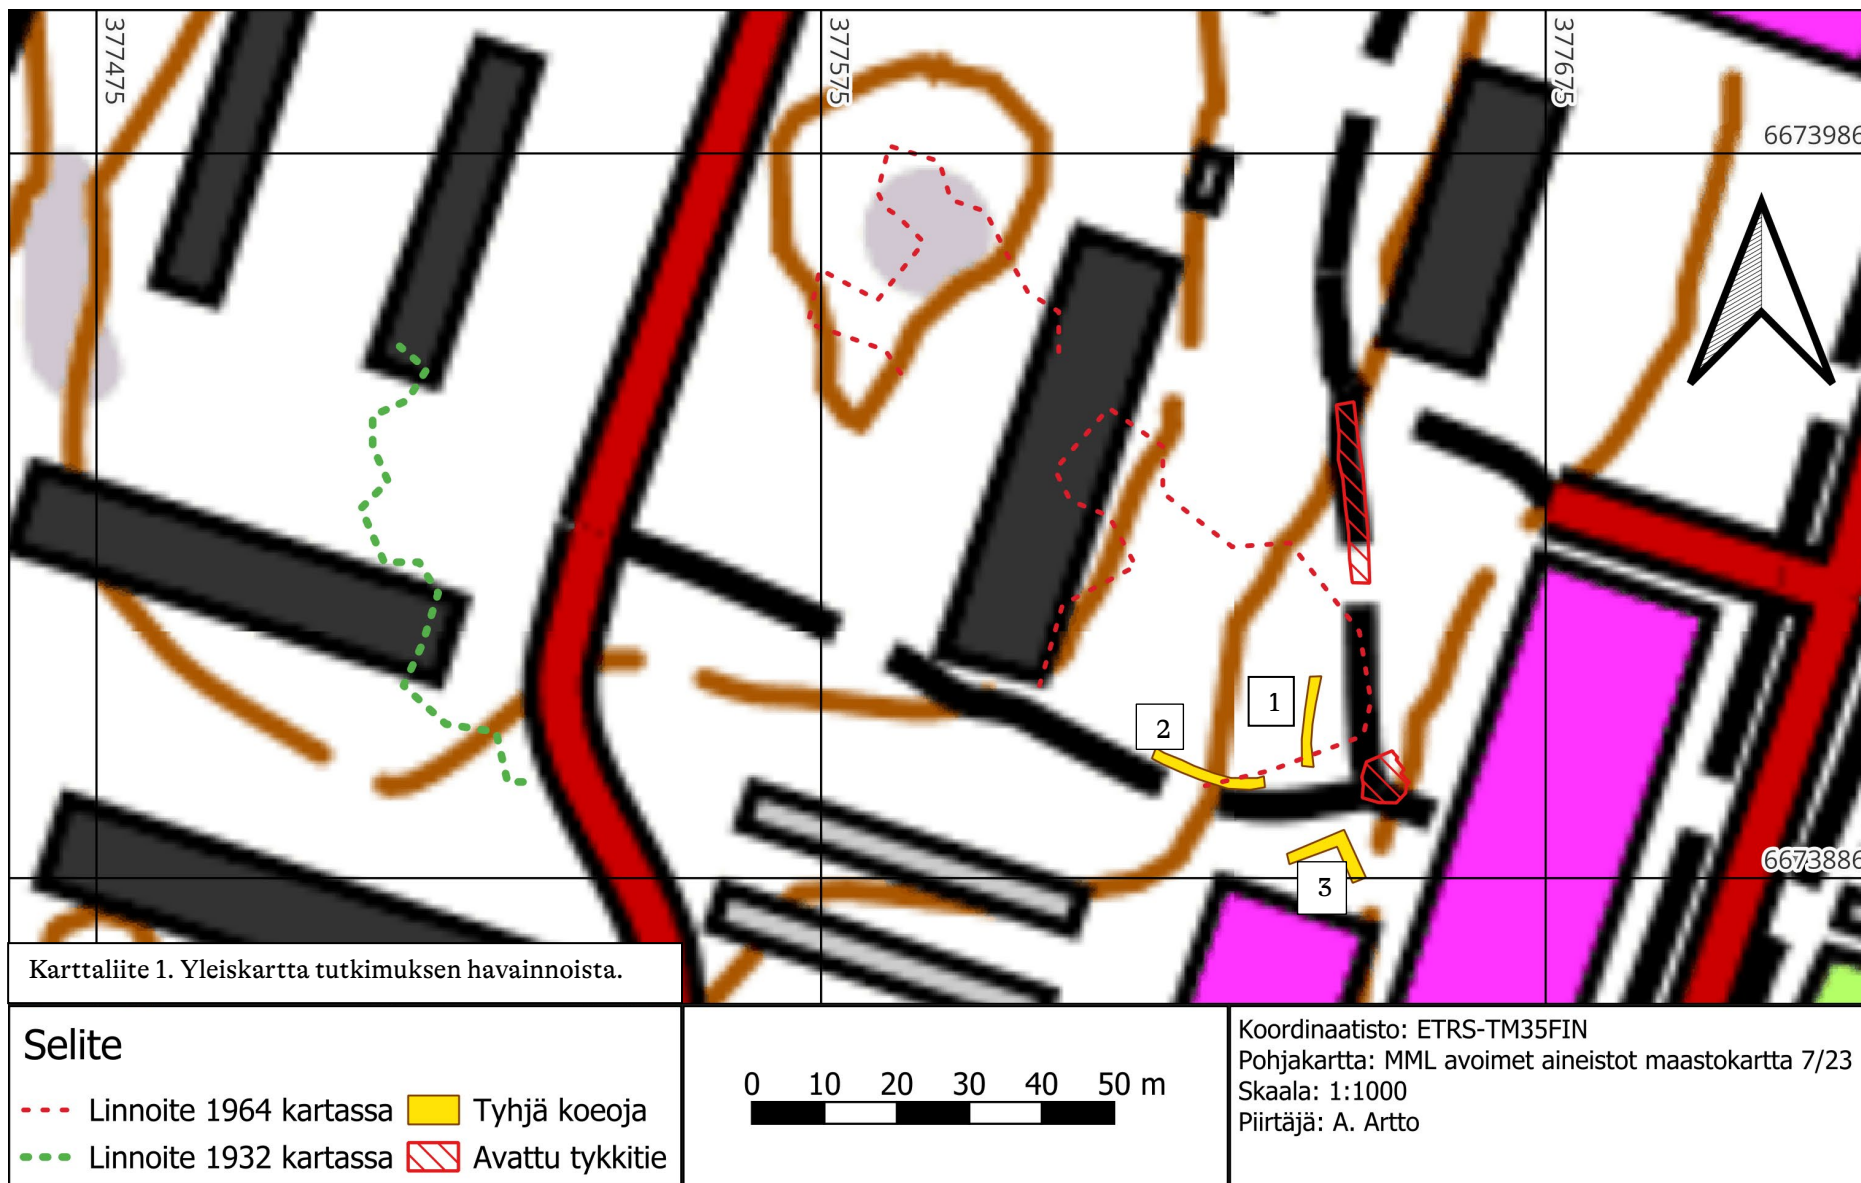 377475
377575
377675
6673986
1
2
3
6673886
Karttaliite 1. Yleiskartta tutkimuksen havainnoista.
Selite
Linnoite 1964 kartassa
Tyhjä koeoja
Linnoite 1932 kartassa
Avattu tykkitie
0 10 20 30 40 50 m
Koordinaatisto: ETRS-TM35FIN
Pohjakartta: MML avoimet aineistot maastokartta 7/23
Skaala: 1:1000
Piirtäjä: A. Artto